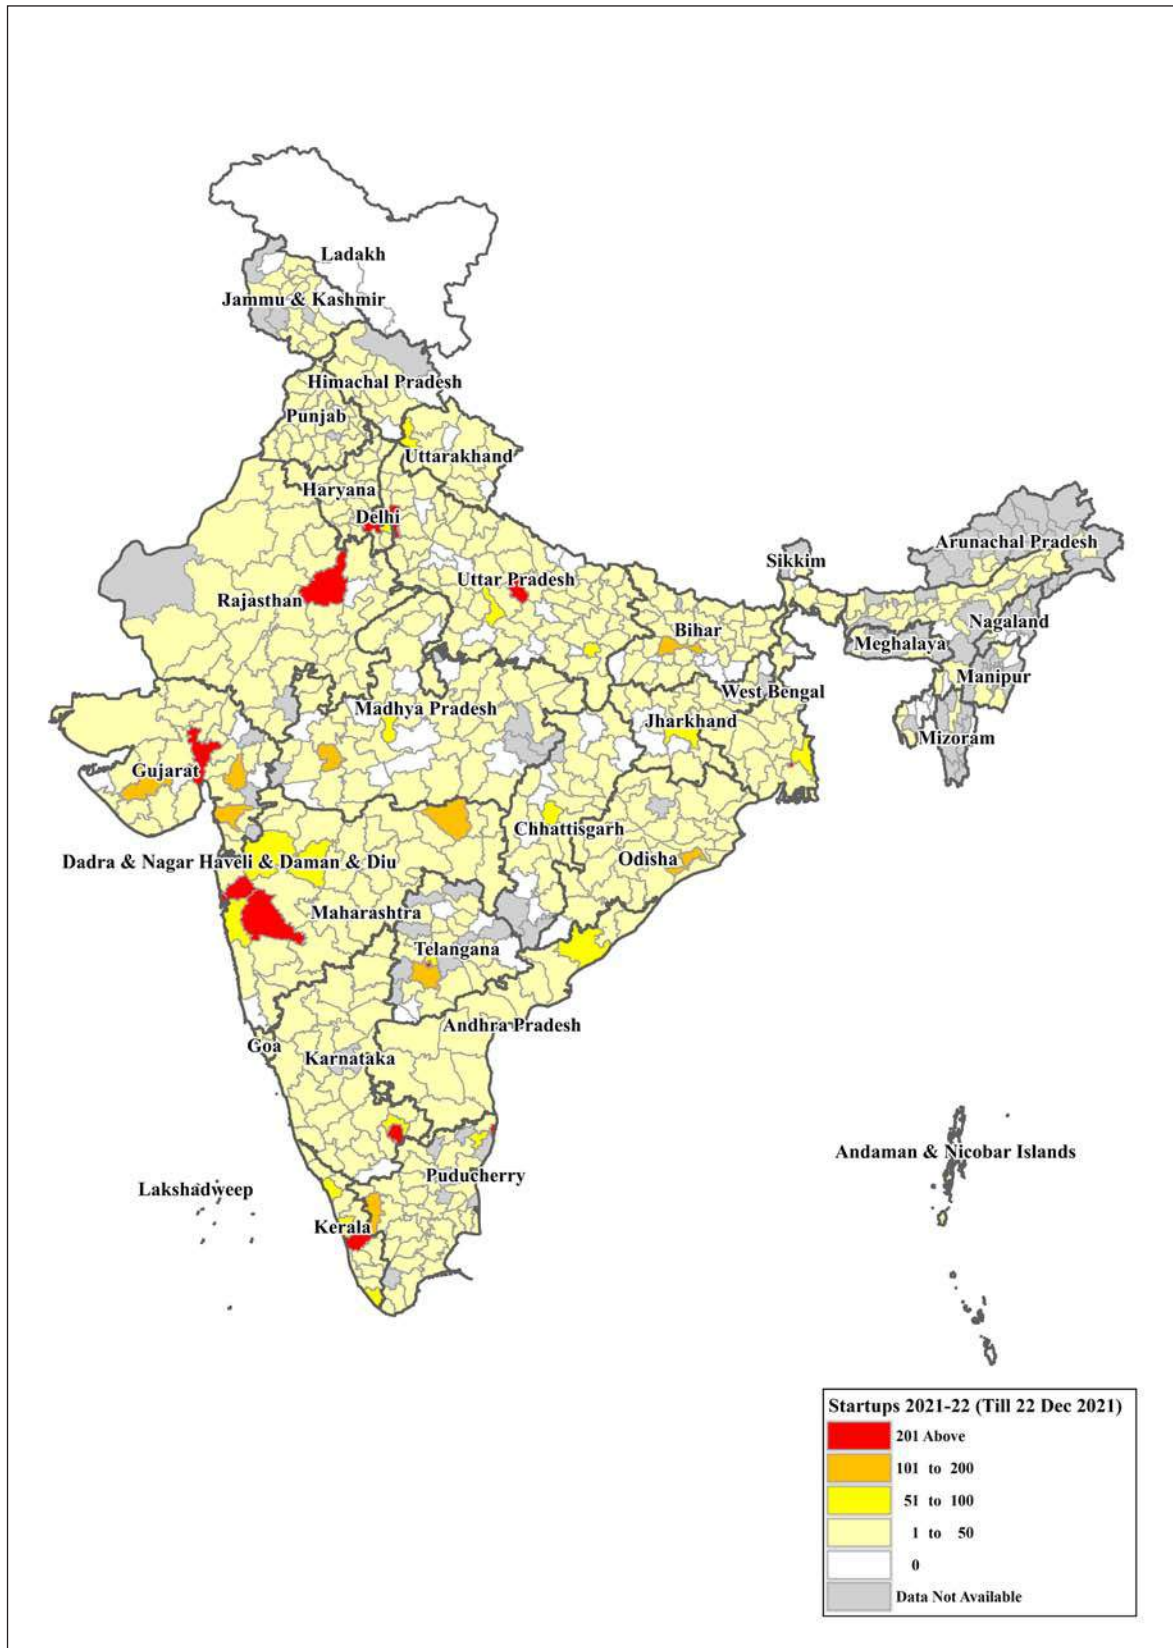 Ladakh
Jammu & Kashmir
Himachal Pradesh
Punjab
Uttarakhand
Haryana
Delhi
Arunachal Pradesh
Sikkim
Uttar Pradesh
Rajasthan
Nagaland
Bihar
Meghalaya
Manipur
West Bengal
Madhya Pradesh
Jharkhand
Mizoram
Gujarat
Chhattisgarh
Dadra & Nagar Haveli & Daman & Diu
Odisha
Maharashtra
Telangana
Andhra Pradesh
Goa
Karnataka
Andaman & Nicobar Islands
Puducherry
Lakshadweep
Kerala
Startups 2021-22 (Till 22 Dec 2021)
201 Above
101 to 200
51 to 100
1 to 50
0
Data Not Available